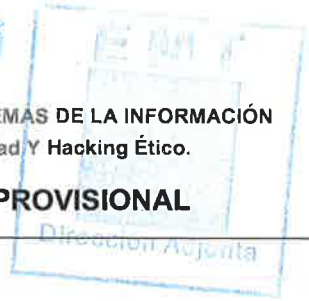 EMAS DE LA INFORMACIÓN
ad Y Hacking Ético.
PROVISIONAL
Dirección Adjunta